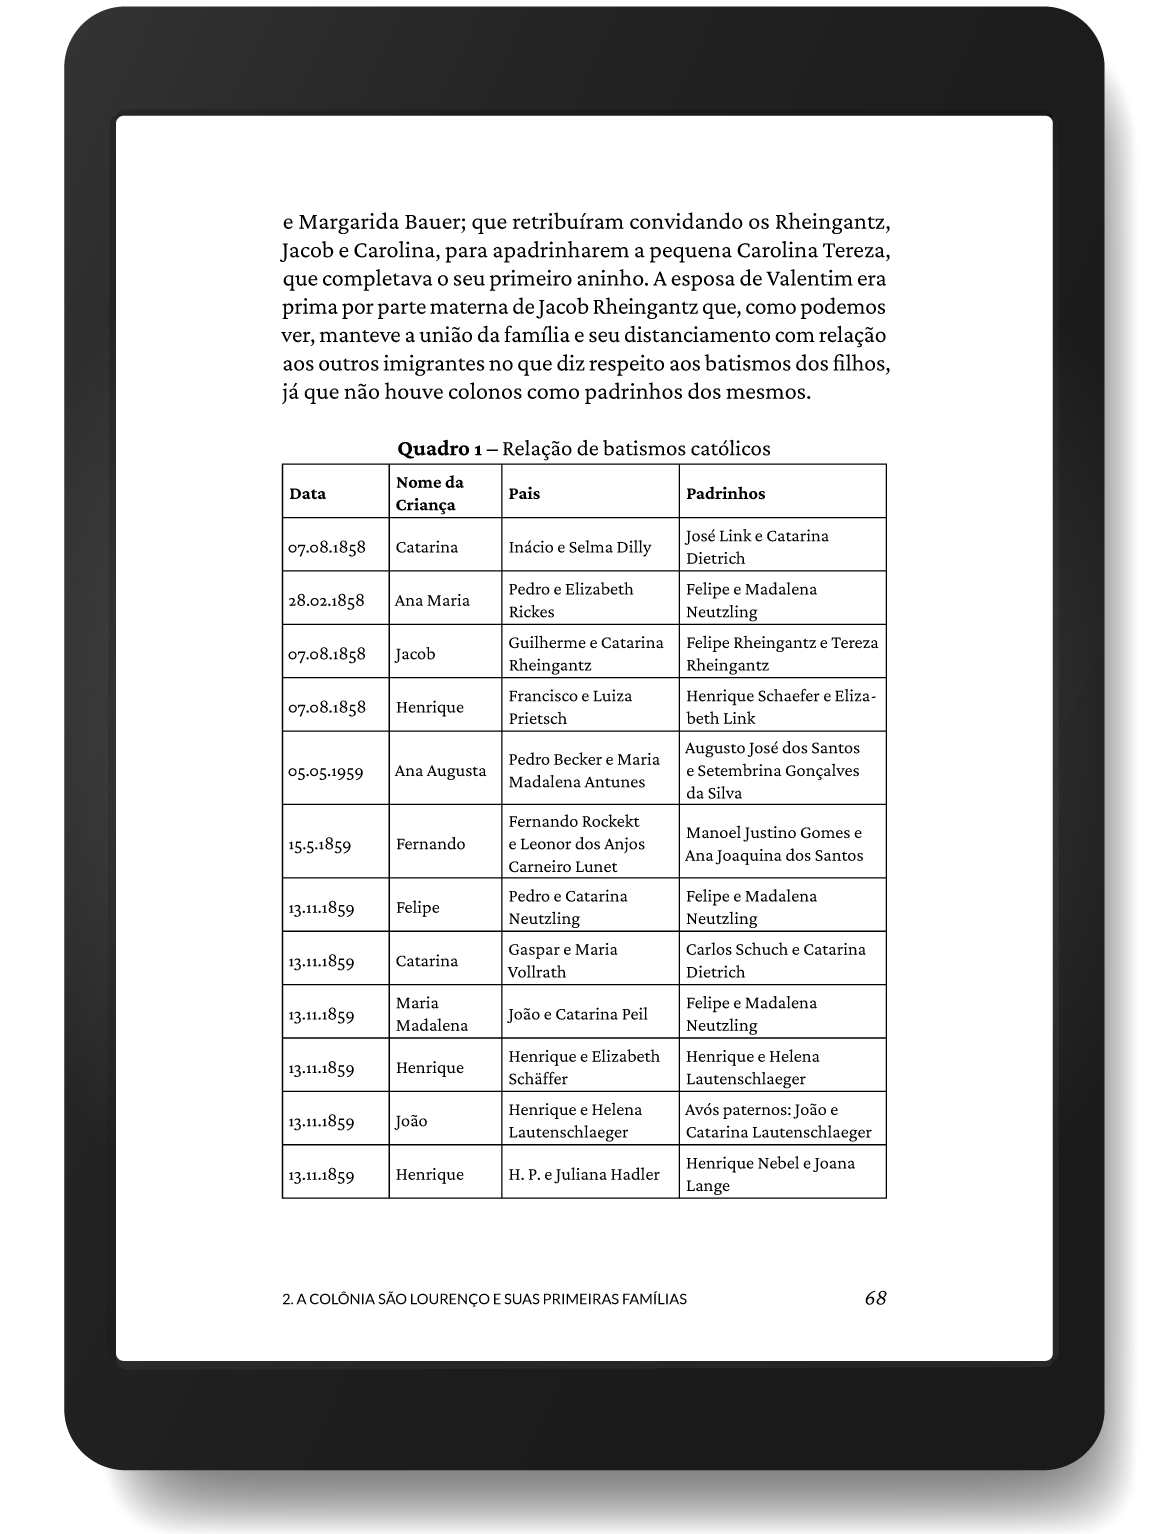 e Margarida Bauer; que retribuíram convidando os Rheingantz,
Jacob e Carolina, para apadrinharem a pequena Carolina Tereza,
que completava o seu primeiro aninho. A esposa de Valentim era
prima por parte materna de Jacob Rheingantz que, como podemos
ver, manteve a união da família e seu distanciamento com relação
aos outros imigrantes no que diz respeito aos batismos dos filhos,
já que não houve colonos como padrinhos dos mesmos.
Quadro 1 – Relação de batismos católicos
Data
Nome da
Criança
Pais
Padrinhos
07.08.1858
Catarina
Inácio e Selma Dilly
José Link e Catarina
Dietrich
28.02.1858
Ana Maria
Pedro e Elizabeth
Rickes
Felipe e Madalena
Neutzling
07.08.1858
Jacob
Guilherme e Catarina
Rheingantz
Felipe Rheingantz e Tereza
Rheingantz
07.08.1858
Henrique
Francisco e Luiza
Prietsch
Henrique Schaefer e Eliza-
beth Link
05.05.1959
Ana Augusta
Pedro Becker e Maria
Madalena Antunes
Augusto José dos Santos
e Setembrina Gonçalves
da Silva
15.5.1859
Fernando
Fernando Rockekt
e Leonor dos Anjos
Carneiro Lunet
Manoel Justino Gomes e
Ana Joaquina dos Santos
13.11.1859
Felipe
Pedro e Catarina
Neutzling
Felipe e Madalena
Neutzling
13.11.1859
Catarina
Gaspar e Maria
Vollrath
Carlos Schuch e Catarina
Dietrich
13.11.1859
Maria
Madalena
João e Catarina Peil
Felipe e Madalena
Neutzling
13.11.1859
Henrique
Henrique e Elizabeth
Schäffer
Henrique e Helena
Lautenschlaeger
13.11.1859
João
Henrique e Helena
Lautenschlaeger
Avós paternos: João e
Catarina Lautenschlaeger
13.11.1859
Henrique
H. P. e Juliana Hadler
Henrique Nebel e Joana
Lange
2. A COLÔNIA SÃO LOURENÇO E SUAS PRIMEIRAS FAMÍLIAS
68